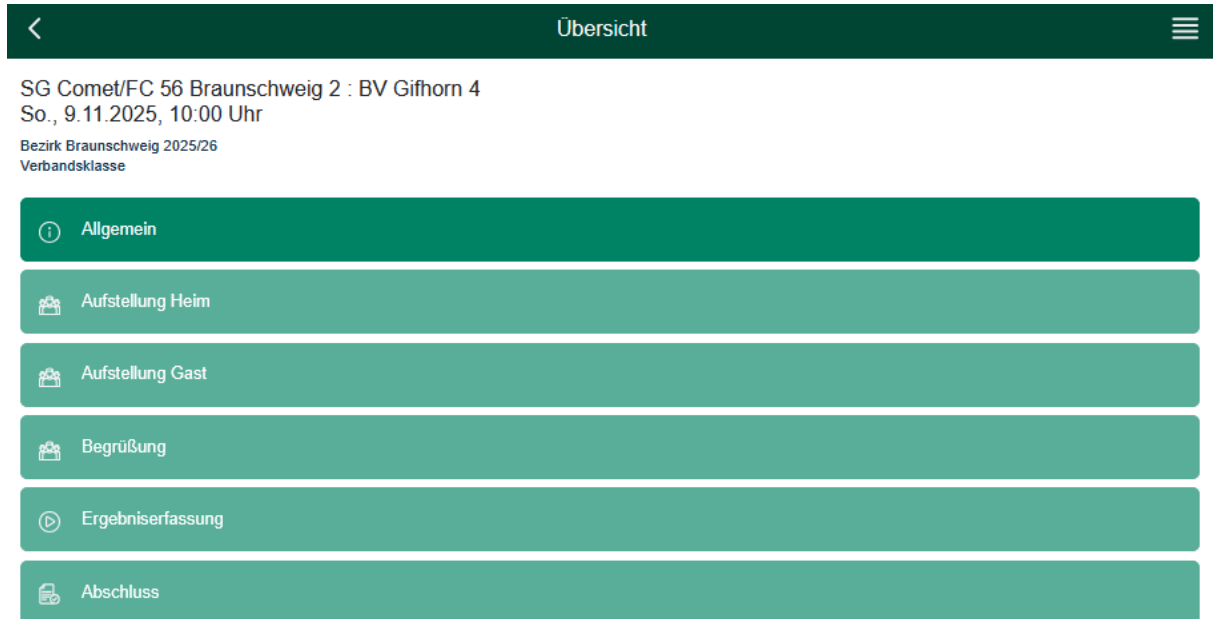 Übersicht
SG Comet/FC 56 Braunschweig 2 : BV Gifhorn 4
So., 9.11.2025, 10:00 Uhr
Bezirk Braunschweig 2025/26
Verbandsklasse
Allgemein
Aufstellung Heim
Aufstellung Gast
Begrüßung
Ergebniserfassung
Abschluss